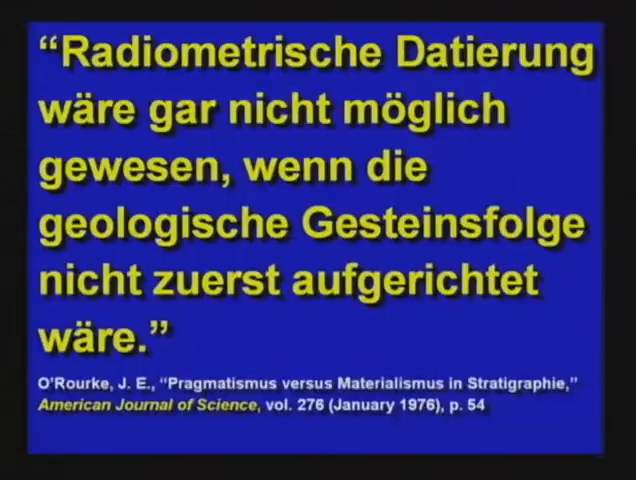 “Radiometrische Datierung
wäre gar nicht möglich
gewesen, wenn die
geologische Gesteinsfolge
nicht zuerst aufgerichtet
wäre.”
O’Rourke, J. E., “Pragmatismus versus Materialismus in Stratigraphie,”
American Journal of Science, vol. 276 (January 1976), p. 54